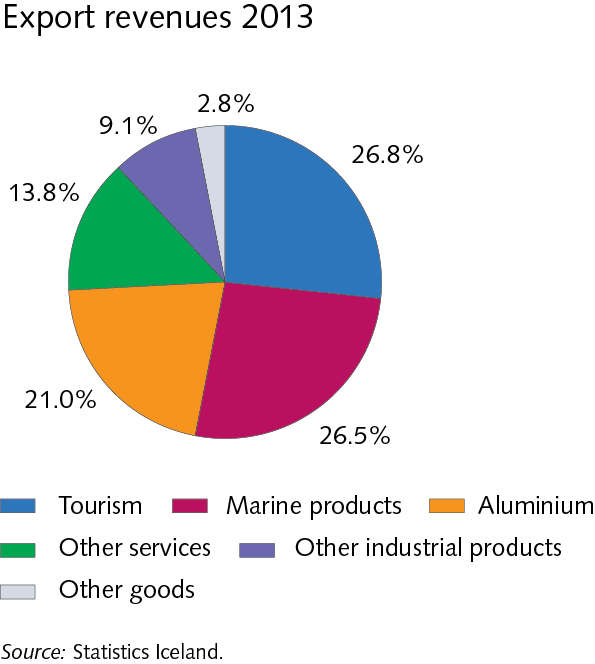 Export revenues 2013
2.8%
9.1%
26.8%
13.8%
21.0%
26.5%
Tourism Marine products Aluminium
Other services Other industrial products
Other goods
Source: Statistics Iceland.